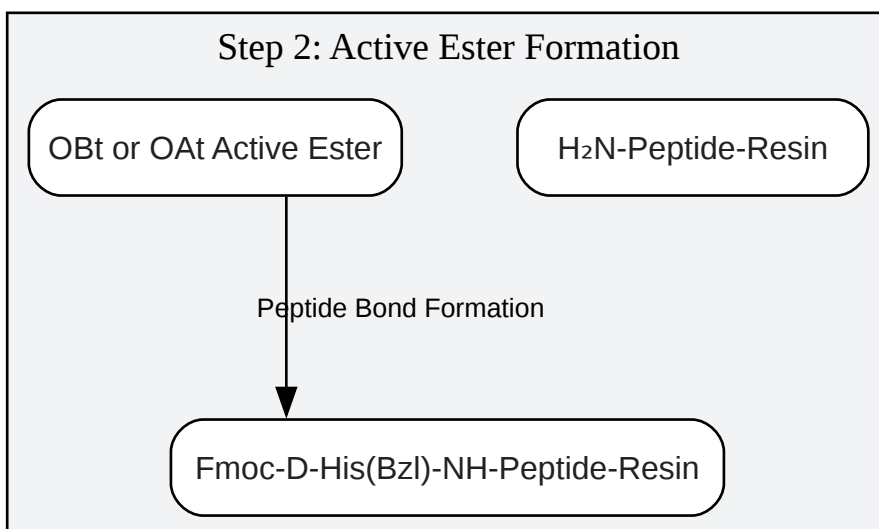 Step 2: Active Ester Formation
OBt or OAt Active Ester
H₂N-Peptide-Resin
Peptide Bond Formation
Fmoc-D-His(Bzl)-NH-Peptide-Resin